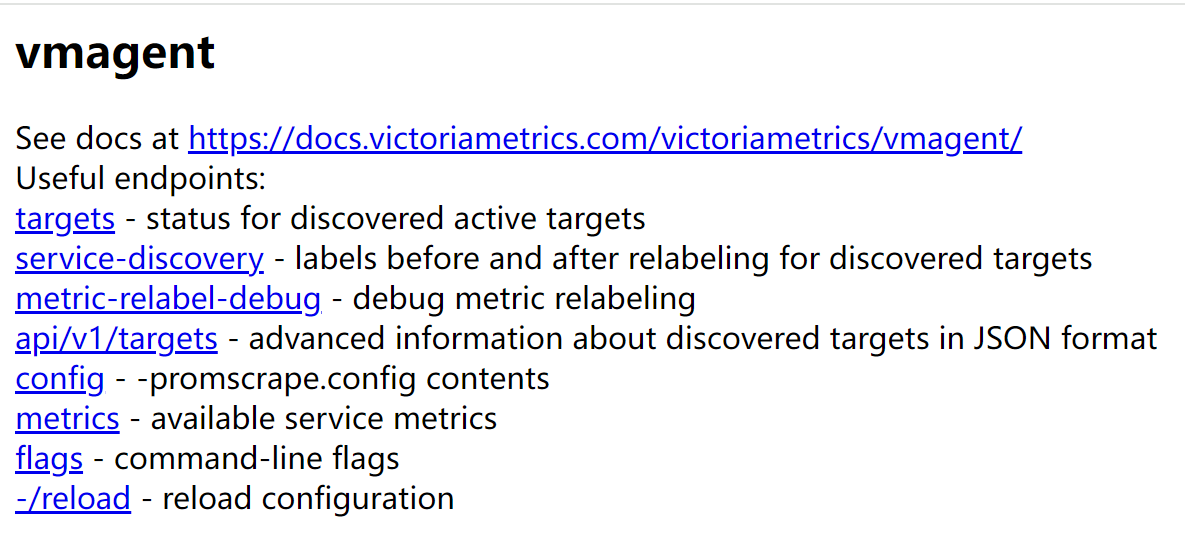 vmagent
See docs at https://docs.victoriametrics.com/victoriametrics/vmagent/
Useful endpoints:
targets - status for discovered active targets
service-discovery - labels before and after relabeling for discovered targets
metric-relabel-debug - debug metric relabeling
api/v1/targets - advanced information about discovered targets in JSON format
config - -promscrape.config contents
metrics - available service metrics
flags - command-line flags
-/reload - reload configuration